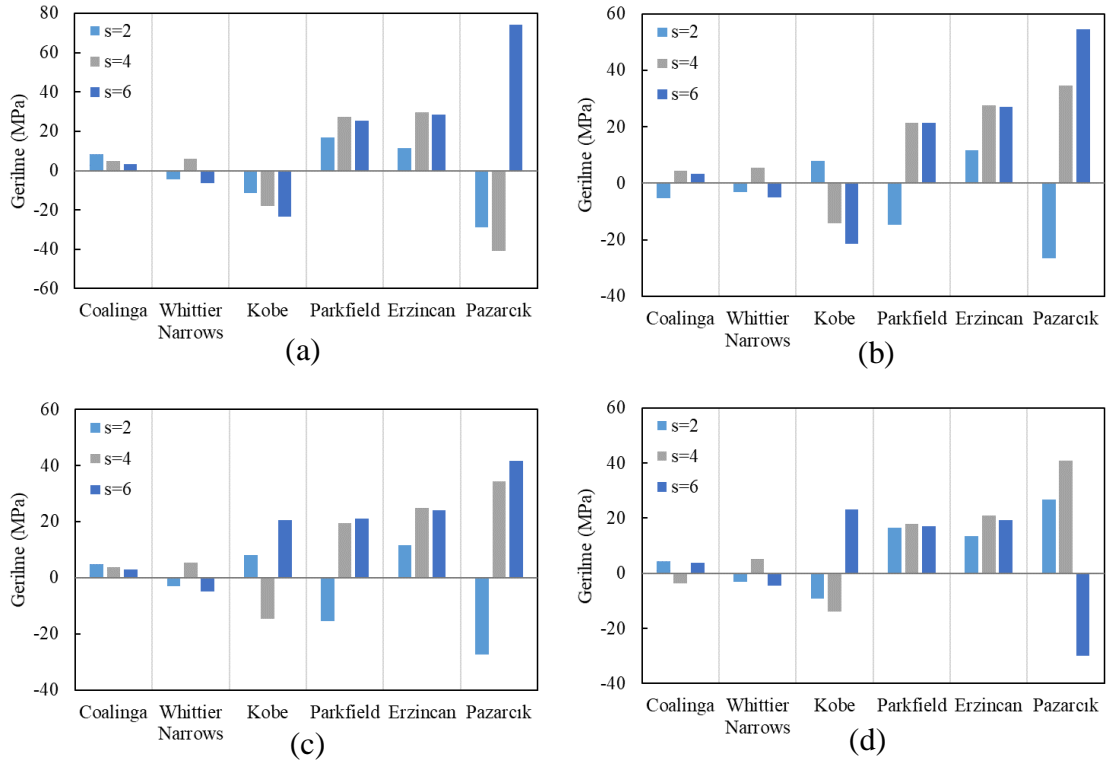 80
60
40
20
0
-20
-40
-60
Gerilme (MPa)
s=2
s=4
s=6
Coalinga Whittier Narrows Kobe Parkfield Erzincan Pazarcık
(a)
60
40
20
0
-20
-40
Gerilme (MPa)
s=2
s=4
s=6
Coalinga Whittier Narrows Kobe Parkfield Erzincan Pazarcık
(b)
60
40
20
0
-20
-40
Gerilme (MPa)
s=2
s=4
s=6
Coalinga Whittier Narrows Kobe Parkfield Erzincan Pazarcık
(c)
60
40
20
0
-20
-40
Gerilme (MPa)
s=2
s=4
s=6
Coalinga Whittier Narrows Kobe Parkfield Erzincan Pazarcık
(d)